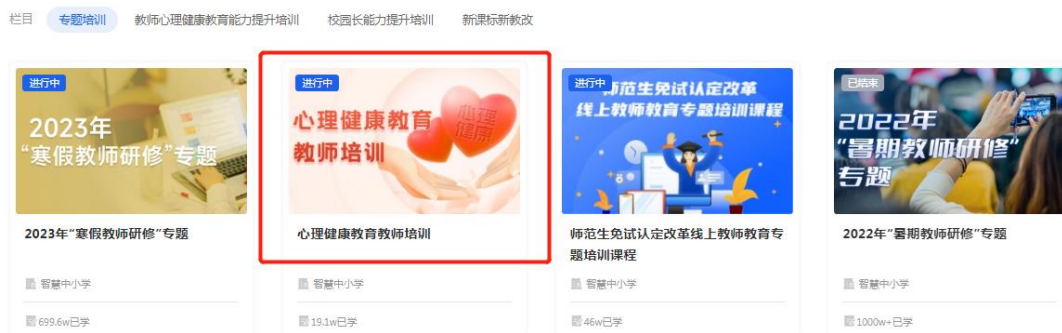 栏目 专题培训 教师心理健康教育能力提升培训 校园长能力提升培训 新课标新教改
进行中
2023年
“寒假教师研修”专题
2023年“寒假教师研修”专题
智慧中小学
699.6w已学
进行中
心理健康教育
教师培训
心理
健康
心理健康教育教师培训
智慧中小学
19.1w已学
进行中
师范生免试认定改革
线上教师教育专题培训课程
师范生免试认定改革线上教师教育专
题培训课程
智慧中小学
46w已学
已结束
2022年
“暑期教师研修”
专题
2022年“暑期教师研修”专题
智慧中小学
1000w+已学